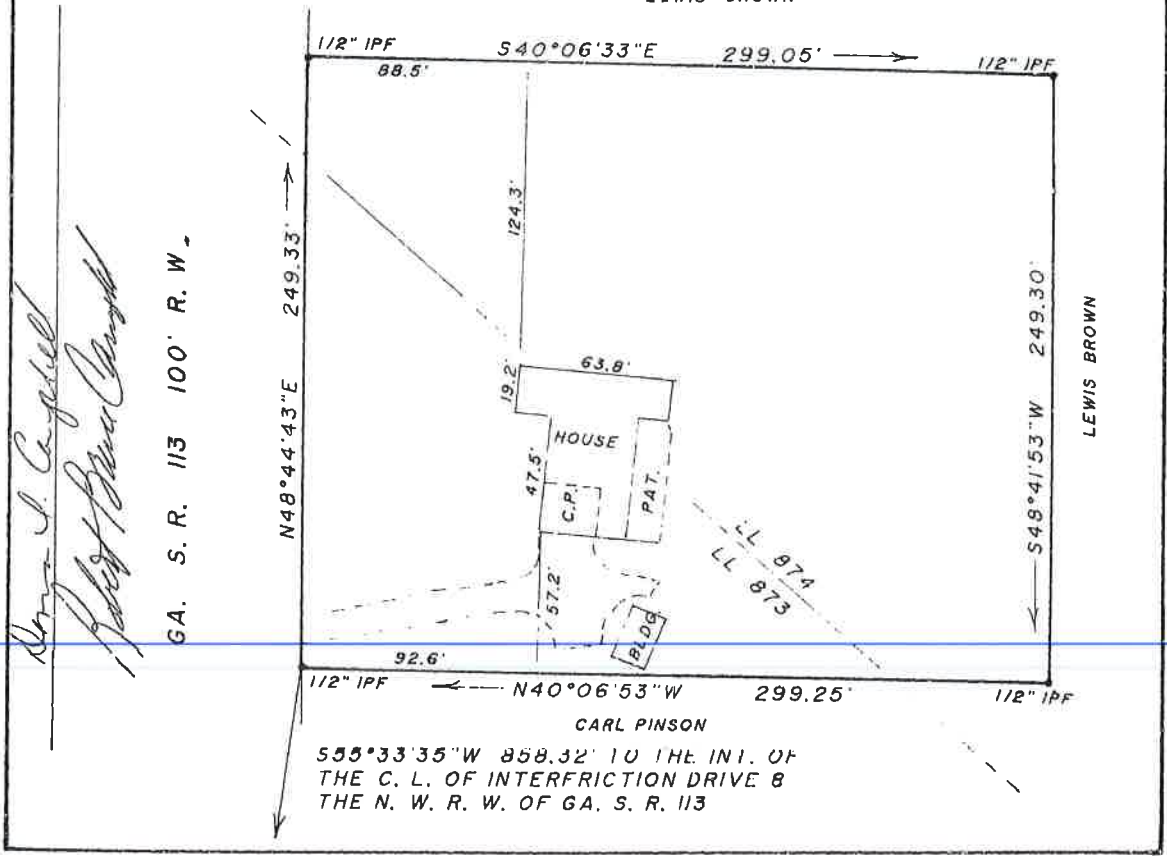 1/2" IPF S40°06'33"E 299.05' 1/2" IPF
88.5'
124.3'
N48°44'43"E 249.33'
GA. S. R. 113 100' R. W.
S48°41'53"W 249.30'
LEWIS BROWN
63.8'
19.2'
HOUSE
47.5'
C.P.
PAT.
LL 874
LL 873
57.2'
BLDG
92.6'
1/2" IPF N40°06'53"W 299.25' 1/2" IPF
CARL PINSON
S55°33'35"W 858.32' TO THE INT. OF
THE C. L. OF INTERFRICTION DRIVE &
THE N. W. R. W. OF GA. S. R. 113